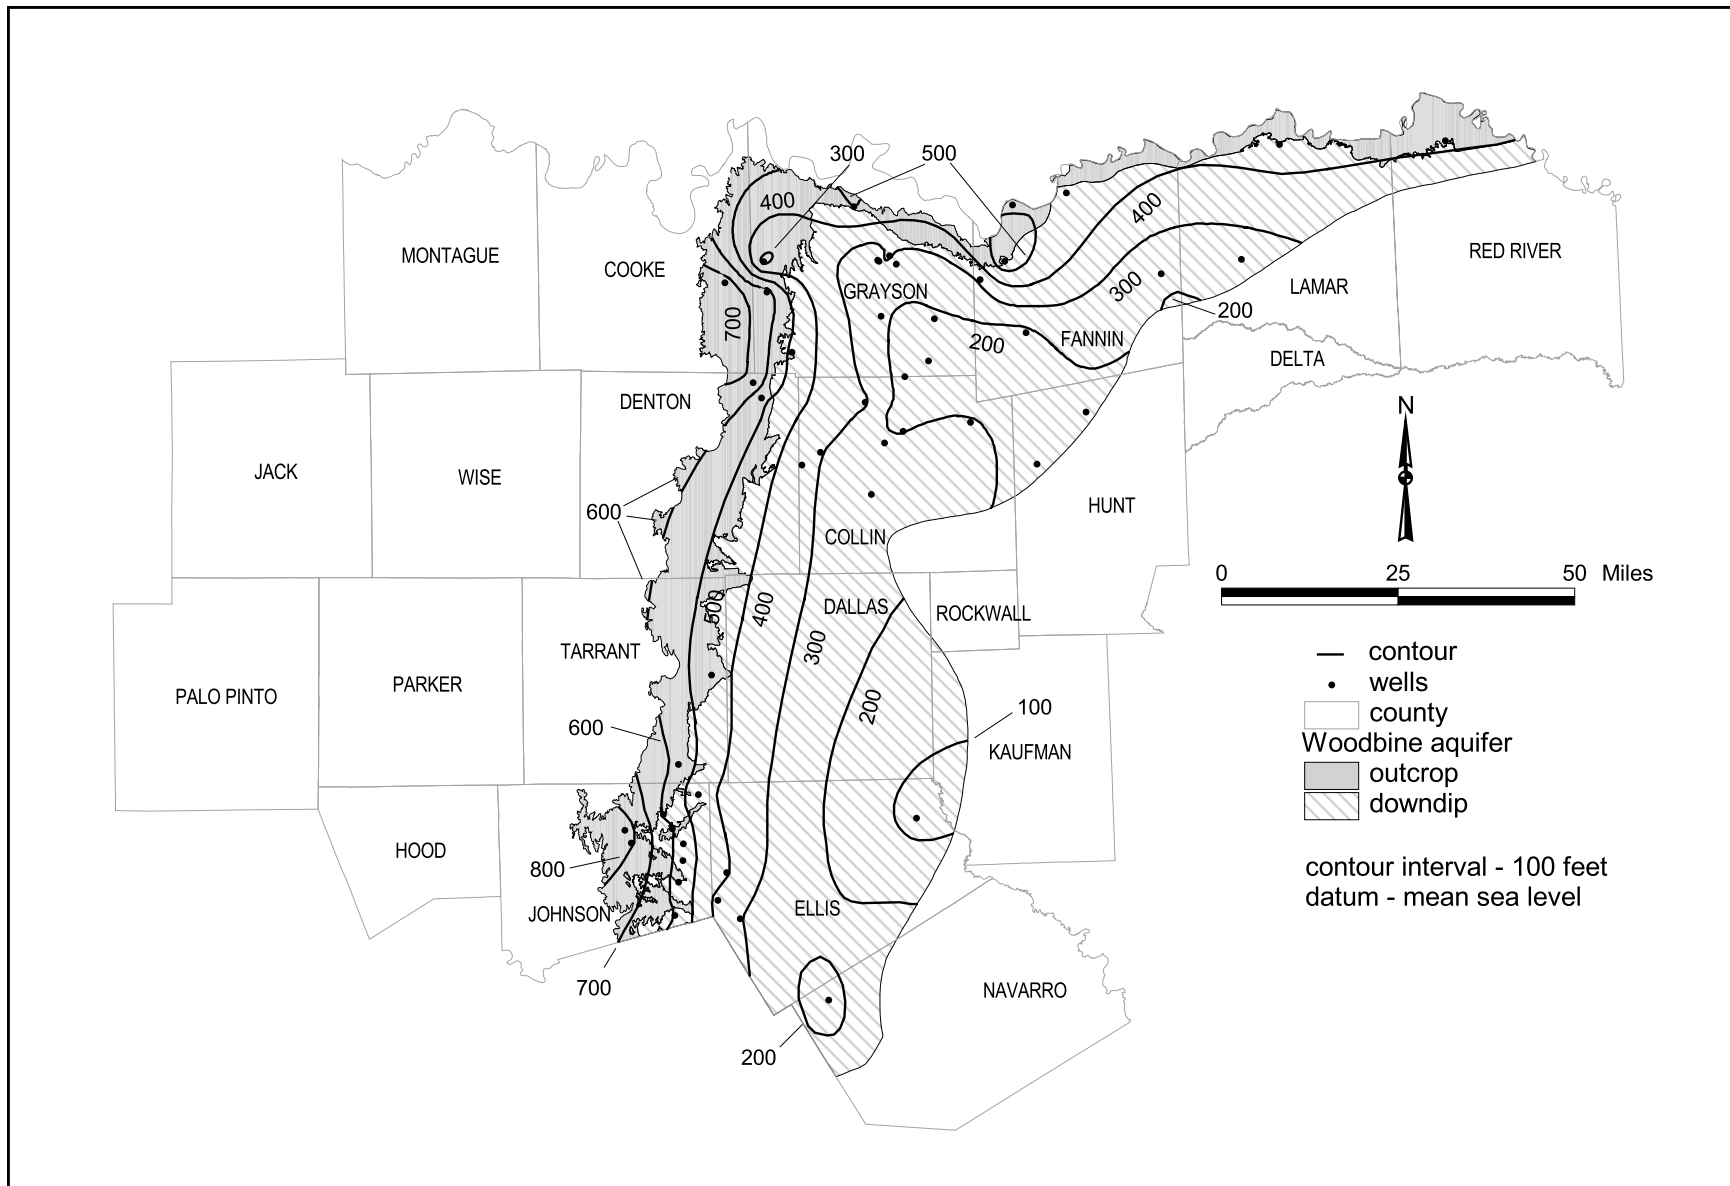 300
500
400
400
MONTAGUE
COOKE
RED RIVER
GRAYSON
300
LAMAR
200
700
200
FANNIN
DELTA
DENTON
N
JACK
WISE
600
HUNT
COLLIN
0 25 50 Miles
500
400
DALLAS
ROCKWALL
300
TARRANT
PARKER
PALO PINTO
200
100
600
KAUFMAN
contour
wells
county
Woodbine aquifer
outcrop
downdip
HOOD
800
JOHNSON
ELLIS
contour interval - 100 feet
datum - mean sea level
700
NAVARRO
200